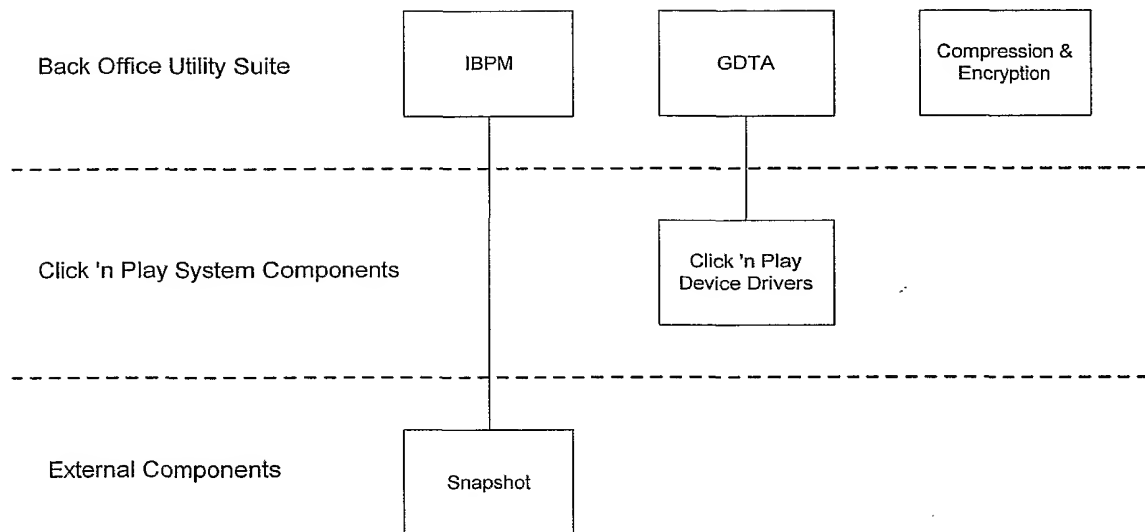 Back Office Utility Suite
IBPM
GDTA
Compression &
Encryption
Click 'n Play System Components
Click 'n Play
Device Drivers
External Components
Snapshot